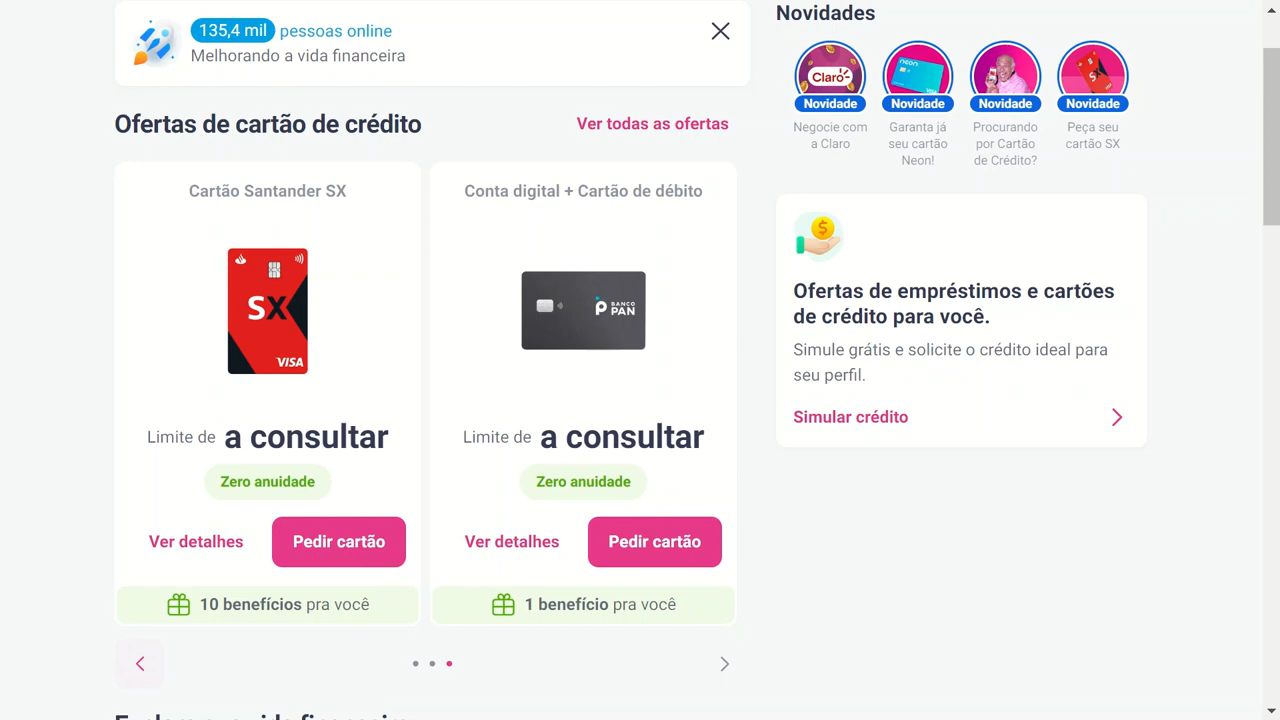 135,4 mil pessoas online
Melhorando a vida financeira
Ofertas de cartão de crédito
Ver todas as ofertas
Cartão Santander SX
SX
VISA
Limite de a consultar
Zero anuidade
Ver detalhes
Pedir cartão
10 benefícios pra você
Conta digital + Cartão de débito
BANCO
PAN
Limite de a consultar
Zero anuidade
Ver detalhes
Pedir cartão
1 benefício pra você
Novidades
Claro
Novidade
Negocie com
a Claro
neon
VISA
Novidade
Garanta já
seu cartão
Neon!
Novidade
Procurando
por Cartão
de Crédito?
SX
Novidade
Peça seu
cartão SX
Ofertas de empréstimos e cartões
de crédito para você.
Simule grátis e solicite o crédito ideal para
seu perfil.
Simular crédito